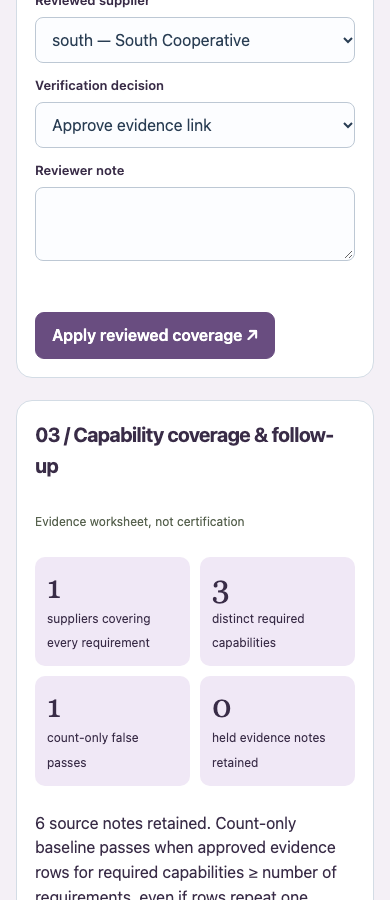 Reviewed supplier
south — South Cooperative
Verification decision
Approve evidence link
Reviewer note
Apply reviewed coverage ↗
03 / Capability coverage & follow-
up
Evidence worksheet, not certification
1
suppliers covering
every requirement
3
distinct required
capabilities
1
count-only false
passes
0
held evidence notes
retained
6 source notes retained. Count-only
baseline passes when approved evidence
rows for required capabilities ≥ number of
requirements, even if rows repeat one